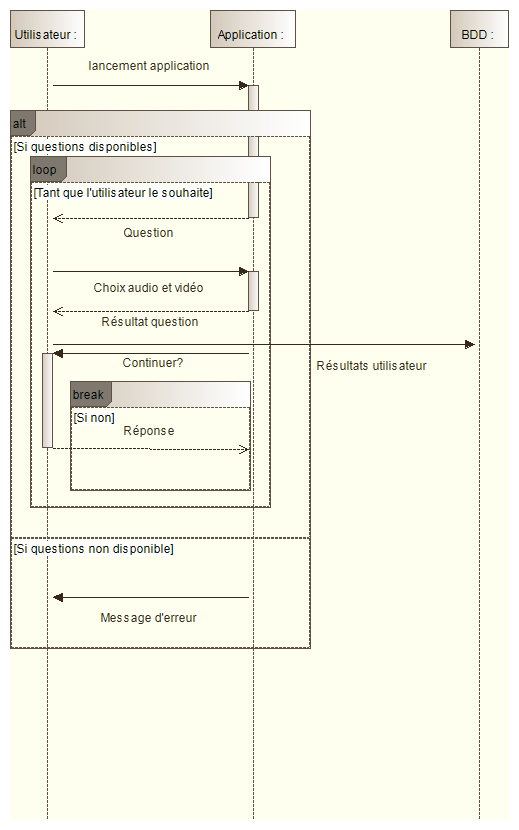 Utilisateur :
Application :
BDD :
lancement application
alt
[Si questions disponibles]
loop
[Tant que l'utilisateur le souhaite]
Question
Choix audio et vidéo
Résultat question
Continuer?
Résultats utilisateur
break
[Si non]
Réponse
[Si questions non disponible]
Message d'erreur